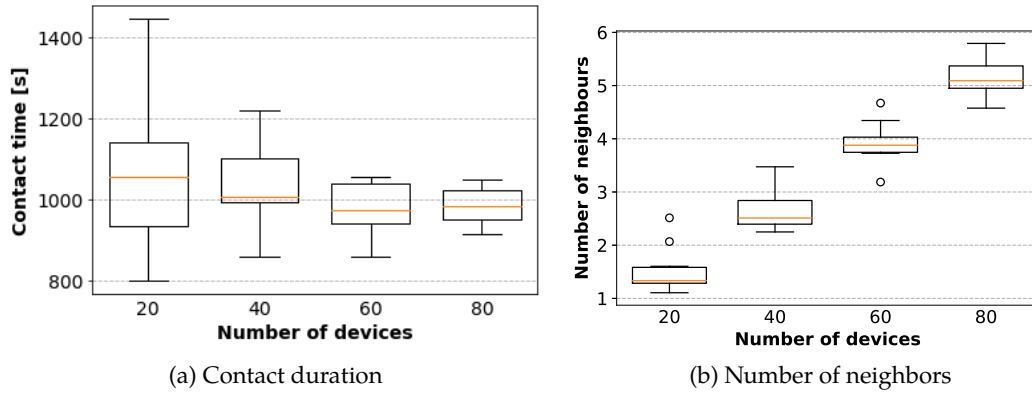 1400
1200
1000
800
Contact time [s]
20 40 60 80
Number of devices
(a) Contact duration
6
5
4
3
2
1
Number of neighbours
20 40 60 80
Number of devices
(b) Number of neighbors